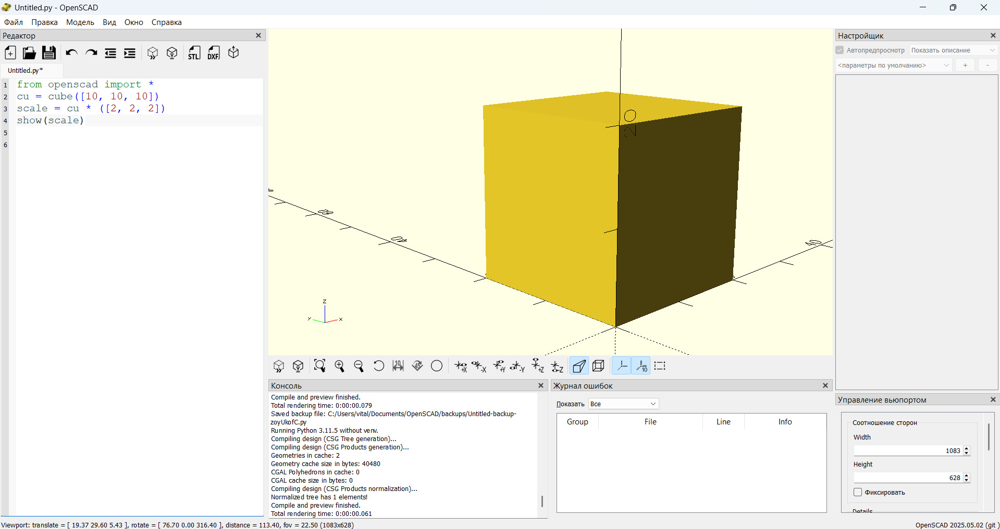 Untitled.py - OpenSCAD
Файл Правка Модель Вид Окно Справка
Редактор
STL DXF
Untitled.py*
1 from openscad import *
2 cu = cube([10, 10, 10])
3 scale = cu * ([2, 2, 2])
4 show(scale)
5
6
20
40
40
z
y x
10 45 +X -X +Y -Y +Z -Z 10
Консоль
Compile and preview finished.
Total rendering time: 0:00:00.079
Saved backup file: C:/Users/vital/Documents/OpenSCAD/backups/Untitled-backup-
zoyUkofC.py
Running Python 3.11.5 without venv.
Compiling design (CSG Tree generation)...
Compiling design (CSG Products generation)...
Geometries in cache: 2
Geometry cache size in bytes: 40480
CGAL Polyhedrons in cache: 0
CGAL cache size in bytes: 0
Compiling design (CSG Products normalization)...
Normalized tree has 1 elements!
Compile and preview finished.
Total rendering time: 0:00:00.061
Журнал ошибок
Показать Все
Group File Line Info
Настройщик
Автопредпросмотр Показать описание
<параметры по умолчанию> + -
Управление вьюпортом
Соотношение сторон
Width
1083
Height
628
Фиксировать
Details
Viewport: translate = [ 19.37 29.60 5.43 ], rotate = [ 76.70 0.00 316.40 ], distance = 113.40, fov = 22.50 (1083x628)
OpenSCAD 2025.05.02 (git )